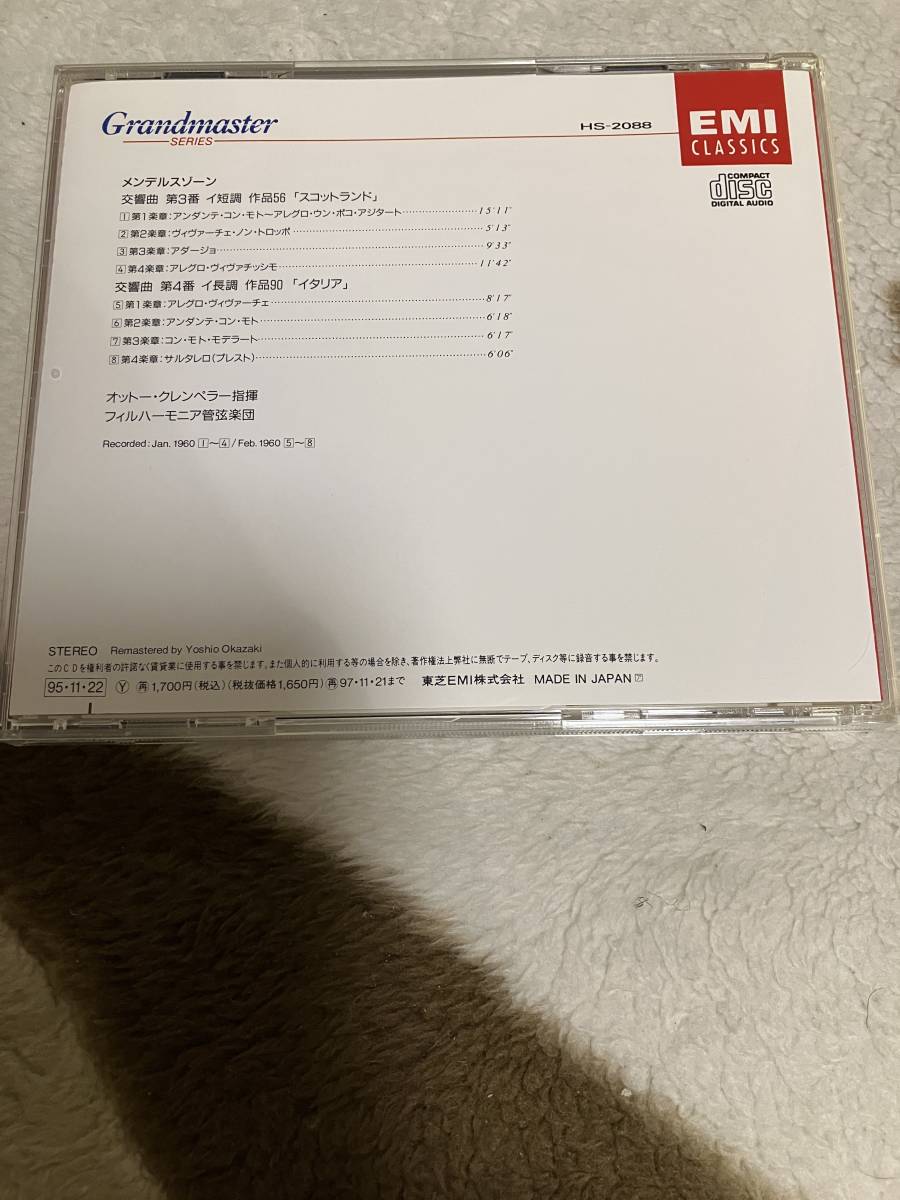 Grandmaster
SERIES
HS-2088
EMI
CLASSICS
COMPACT
disc
DIGITAL AUDIO
メンデルスゾーン
交響曲 第3番 イ短調 作品56 「スコットランド」
1 第1楽章:アンダンテ・コン・モト〜アレグロ・ウン・ポコ・アジタート 15'11"
2 第2楽章:ヴィヴァーチェ・ノン・トロッポ 5'13"
3 第3楽章:アダージョ 9'33"
4 第4楽章:アレグロ・ヴィヴァチッシモ 11'42"
交響曲 第4番 イ長調 作品90 「イタリア」
5 第1楽章:アレグロ・ヴィヴァーチェ 8'17"
6 第2楽章:アンダンテ・コン・モト 6'18"
7 第3楽章:コン・モト・モデラート 6'17"
8 第4楽章:サルタレロ(プレスト) 6'06"
オットー・クレンペラー指揮
フィルハーモニア管弦楽団
Recorded: Jan. 1960 1〜4 / Feb. 1960 5〜8
STEREO Remastered by Yoshio Okazaki
このCDを権利者の許諾なく賃貸業に使用する事を禁じます。また個人的に利用する等の場合を除き、著作権法上弊社に無断でテープ、ディスク等に録音する事を禁じます。
95・11・22 Ⓨ 再 1,700円(税込)(税抜価格1,650円) 再 97・11・21まで 東芝EMI株式会社 MADE IN JAPAN ア